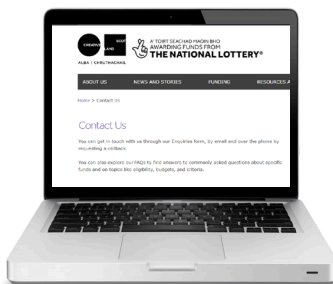 CREATIVE
SCOT
LAND
ALBA | CHRUTHACHAIL
A' TOIRT SEACHAD MAOIN BHO
AWARDING FUNDS FROM
THE NATIONAL LOTTERY®
ABOUT US NEWS AND STORIES FUNDING RESOURCES A
Home > Contact Us
Contact Us
You can get in touch with us through our Enquiries form, by email and over the phone by
requesting a callback.
You can also explore our FAQs to find answers to commonly asked questions about specific
funds and on topics like eligibility, budgets, and criteria.